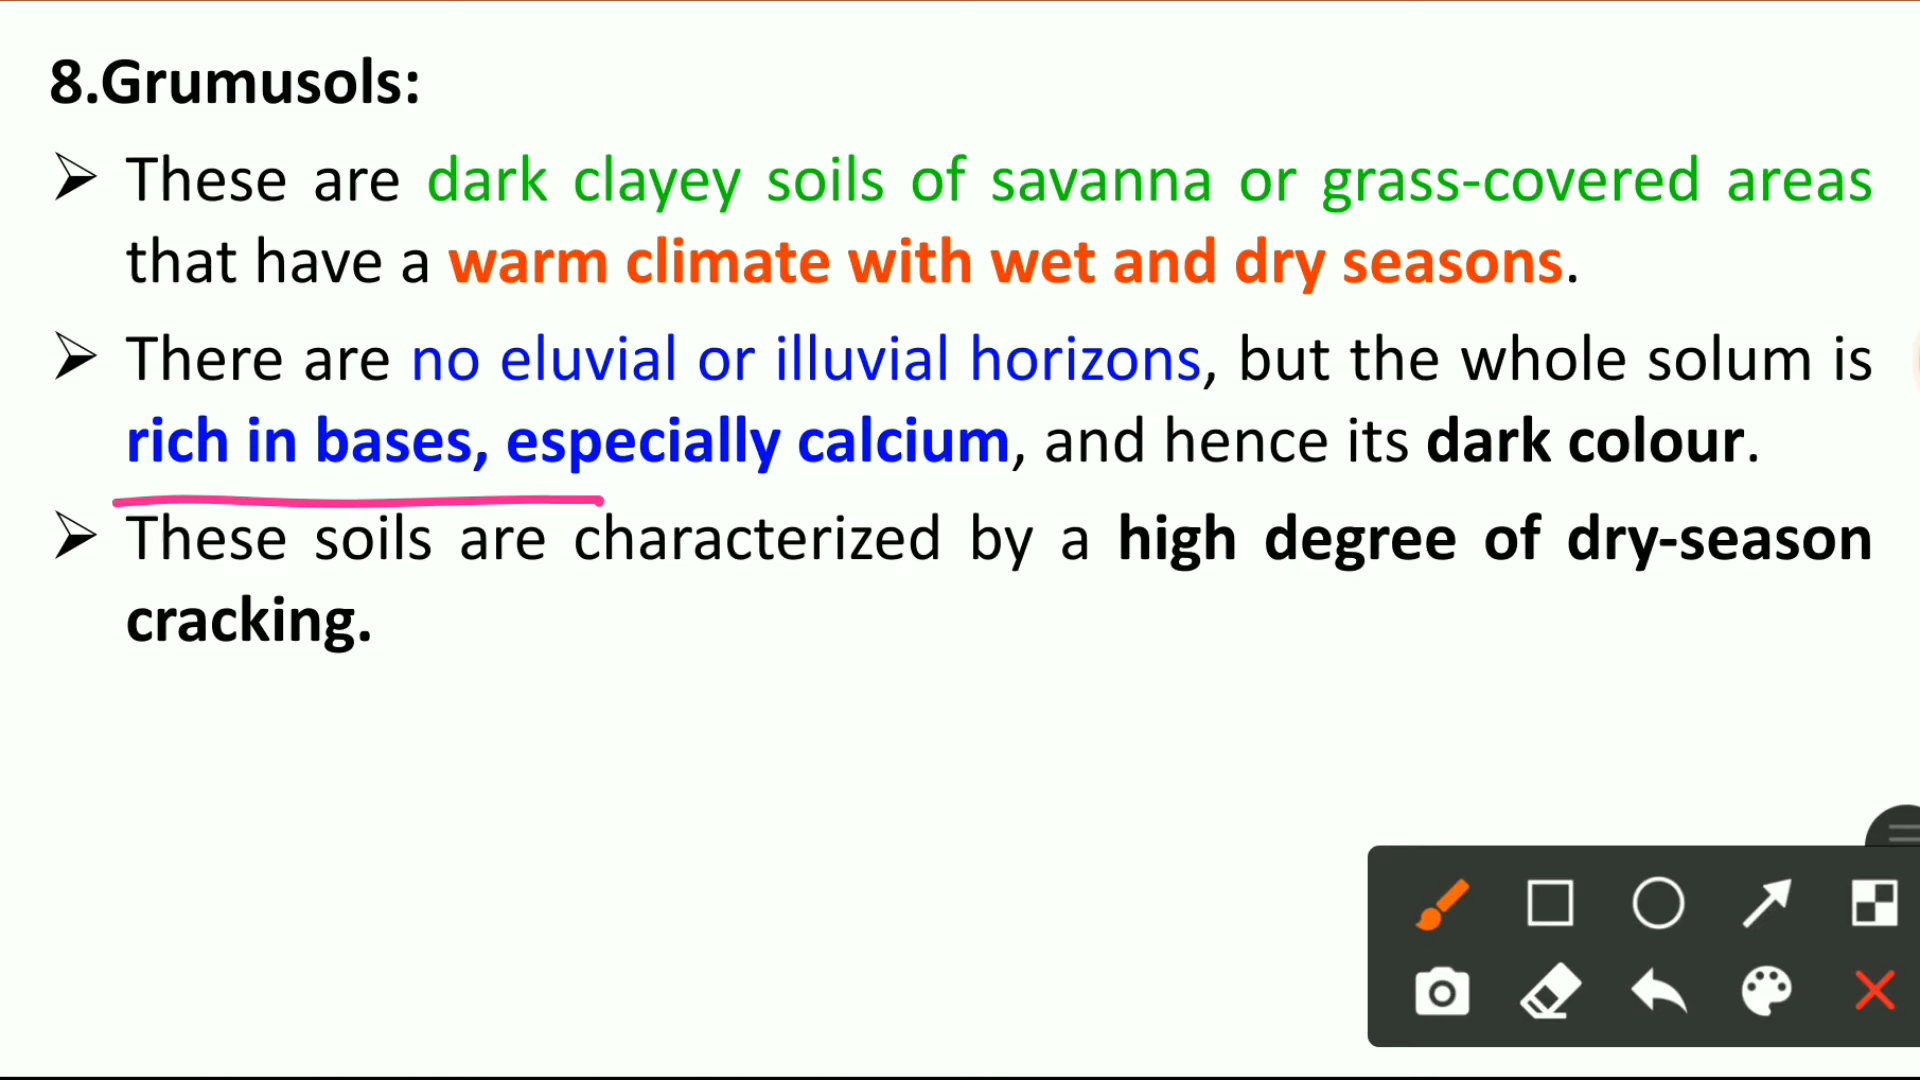 8.Grumusols:
➢ These are dark clayey soils of savanna or grass-covered areas
that have a warm climate with wet and dry seasons.
➢ There are no eluvial or illuvial horizons, but the whole solum is
rich in bases, especially calcium, and hence its dark colour.
➢ These soils are characterized by a high degree of dry-season
cracking.